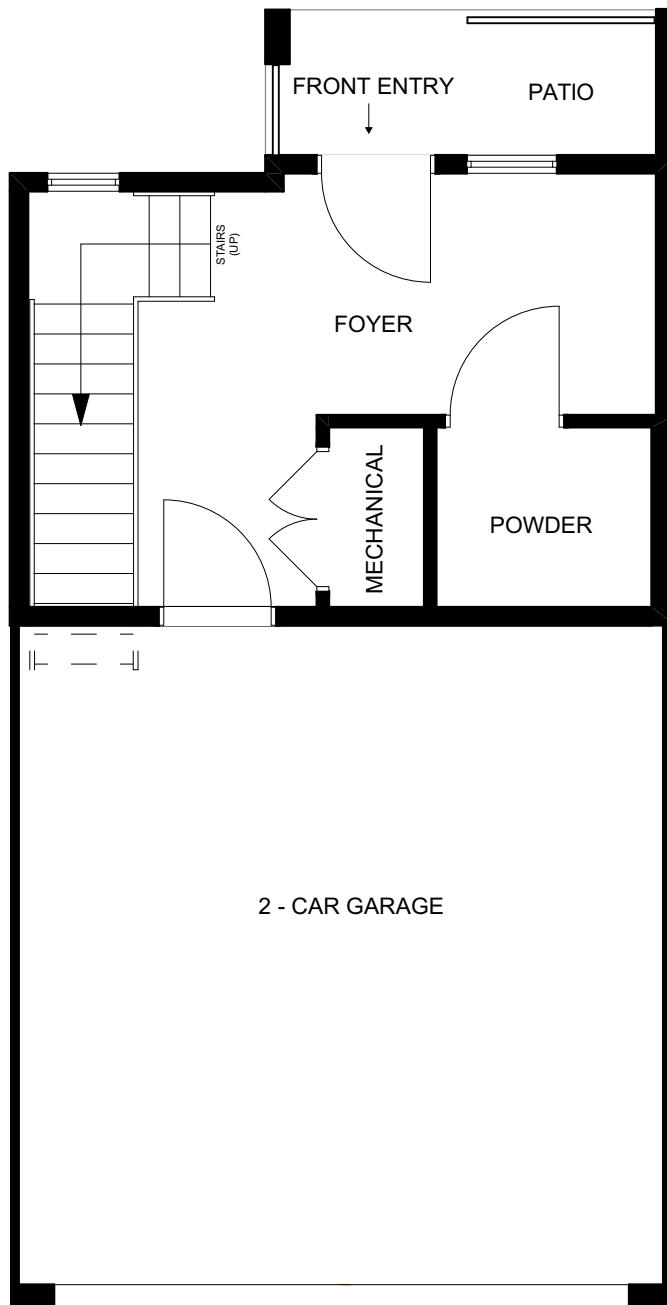 FRONT ENTRY
PATIO
STAIRS
(UP)
FOYER
MECHANICAL
POWDER
2 - CAR GARAGE